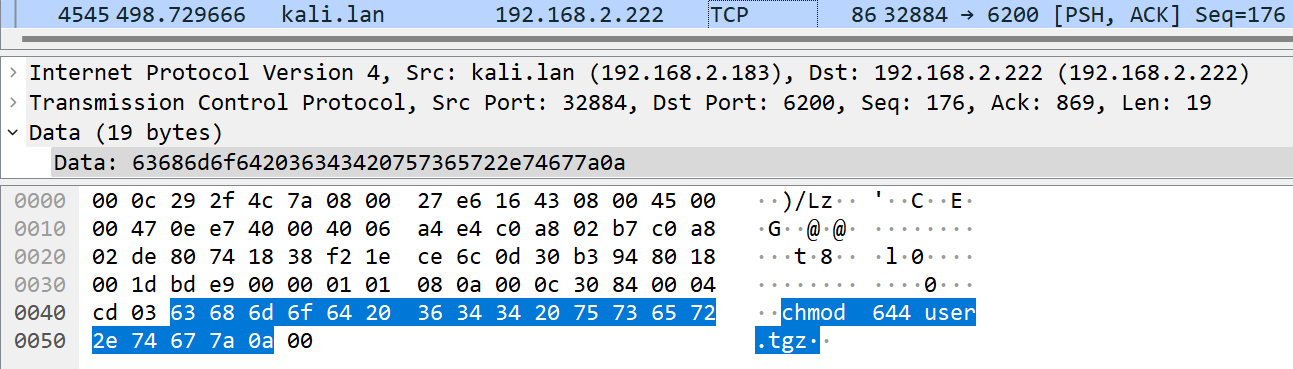 4545 498.729666 kali.lan 192.168.2.222 TCP 86 32884 → 6200 [PSH, ACK] Seq=176
Internet Protocol Version 4, Src: kali.lan (192.168.2.183), Dst: 192.168.2.222 (192.168.2.222)
Transmission Control Protocol, Src Port: 32884, Dst Port: 6200, Seq: 176, Ack: 869, Len: 19
Data (19 bytes)
Data: 63686d6f642036343420757365722e74677a0a
0000 00 0c 29 2f 4c 7a 08 00 27 e6 16 43 08 00 45 00 ··)/Lz·· '··C··E·
0010 00 47 0e e7 40 00 40 06 a4 e4 c0 a8 02 b7 c0 a8 ·G··@·@· ········
0020 02 de 80 74 18 38 f2 1e ce 6c 0d 30 b3 94 80 18 ···t·8·· ·l·0····
0030 00 1d bd e9 00 00 01 01 08 0a 00 0c 30 84 00 04 ········ ····0···
0040 cd 03 63 68 6d 6f 64 20 36 34 34 20 75 73 65 72 ··chmod 644 user
0050 2e 74 67 7a 0a 00 .tgz··